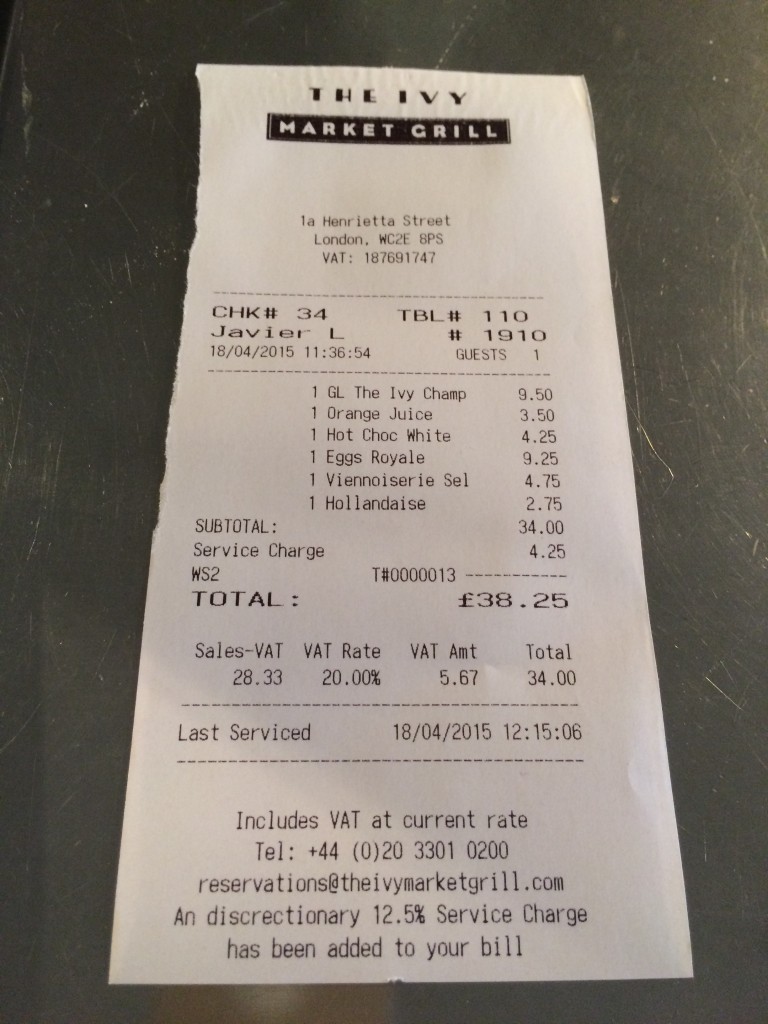 THE IVY
MARKET GRILL
1a Henrietta Street
London, WC2E 8PS
VAT: 187691747
CHK# 34 TBL# 110
Javier L # 1910
18/04/2015 11:36:54 GUESTS 1
1 GL The Ivy Champ 9.50
1 Orange Juice 3.50
1 Hot Choc White 4.25
1 Eggs Royale 9.25
1 Viennoiserie Sel 4.75
1 Hollandaise 2.75
SUBTOTAL: 34.00
Service Charge 4.25
WS2 T#0000013 -----------
TOTAL: £38.25
Sales-VAT VAT Rate VAT Amt Total
28.33 20.00% 5.67 34.00
Last Serviced 18/04/2015 12:15:06
Includes VAT at current rate
Tel: +44 (0)20 3301 0200
reservations@theivymarketgrill.com
An discrectionary 12.5% Service Charge
has been added to your bill